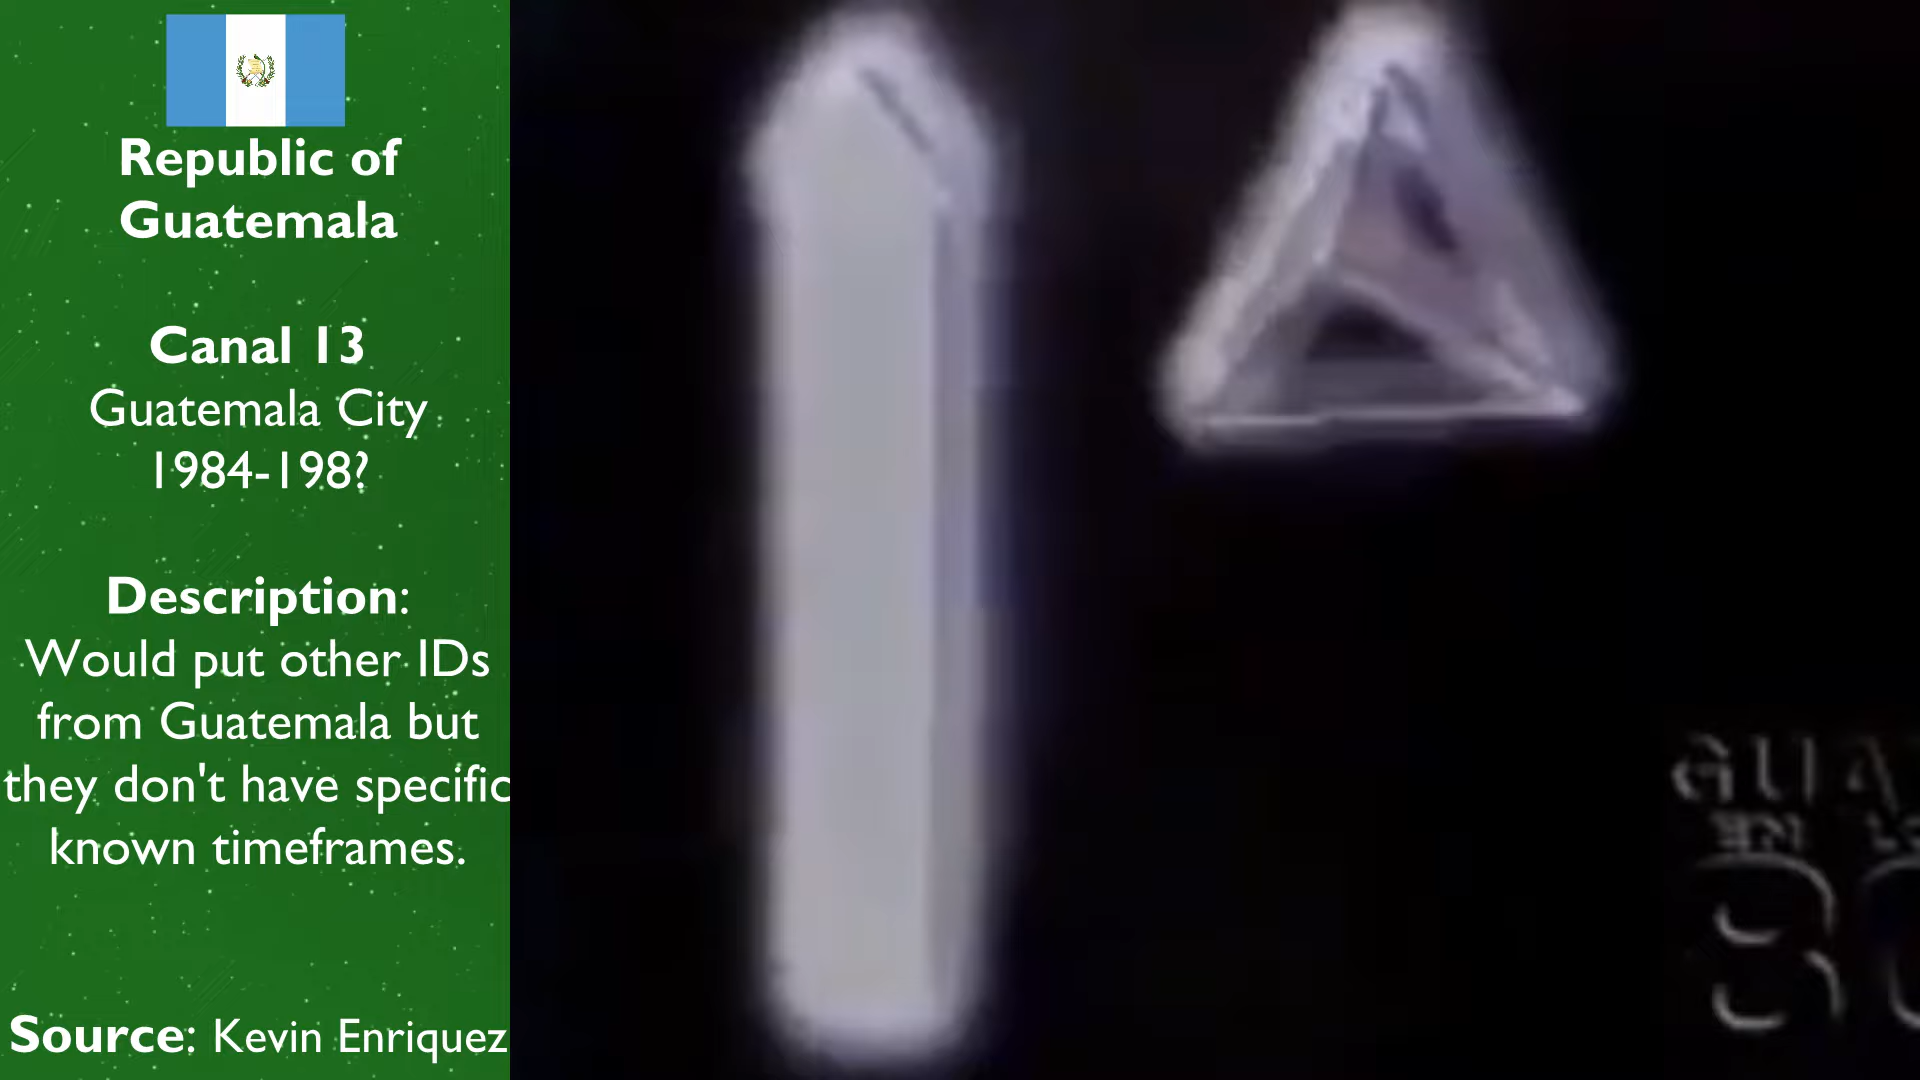 Republic of
Guatemala
Canal 13
Guatemala City
1984-198?
Description:
Would put other IDs
from Guatemala but
they don't have specific
known timeframes.
Source: Kevin Enriquez
GUA